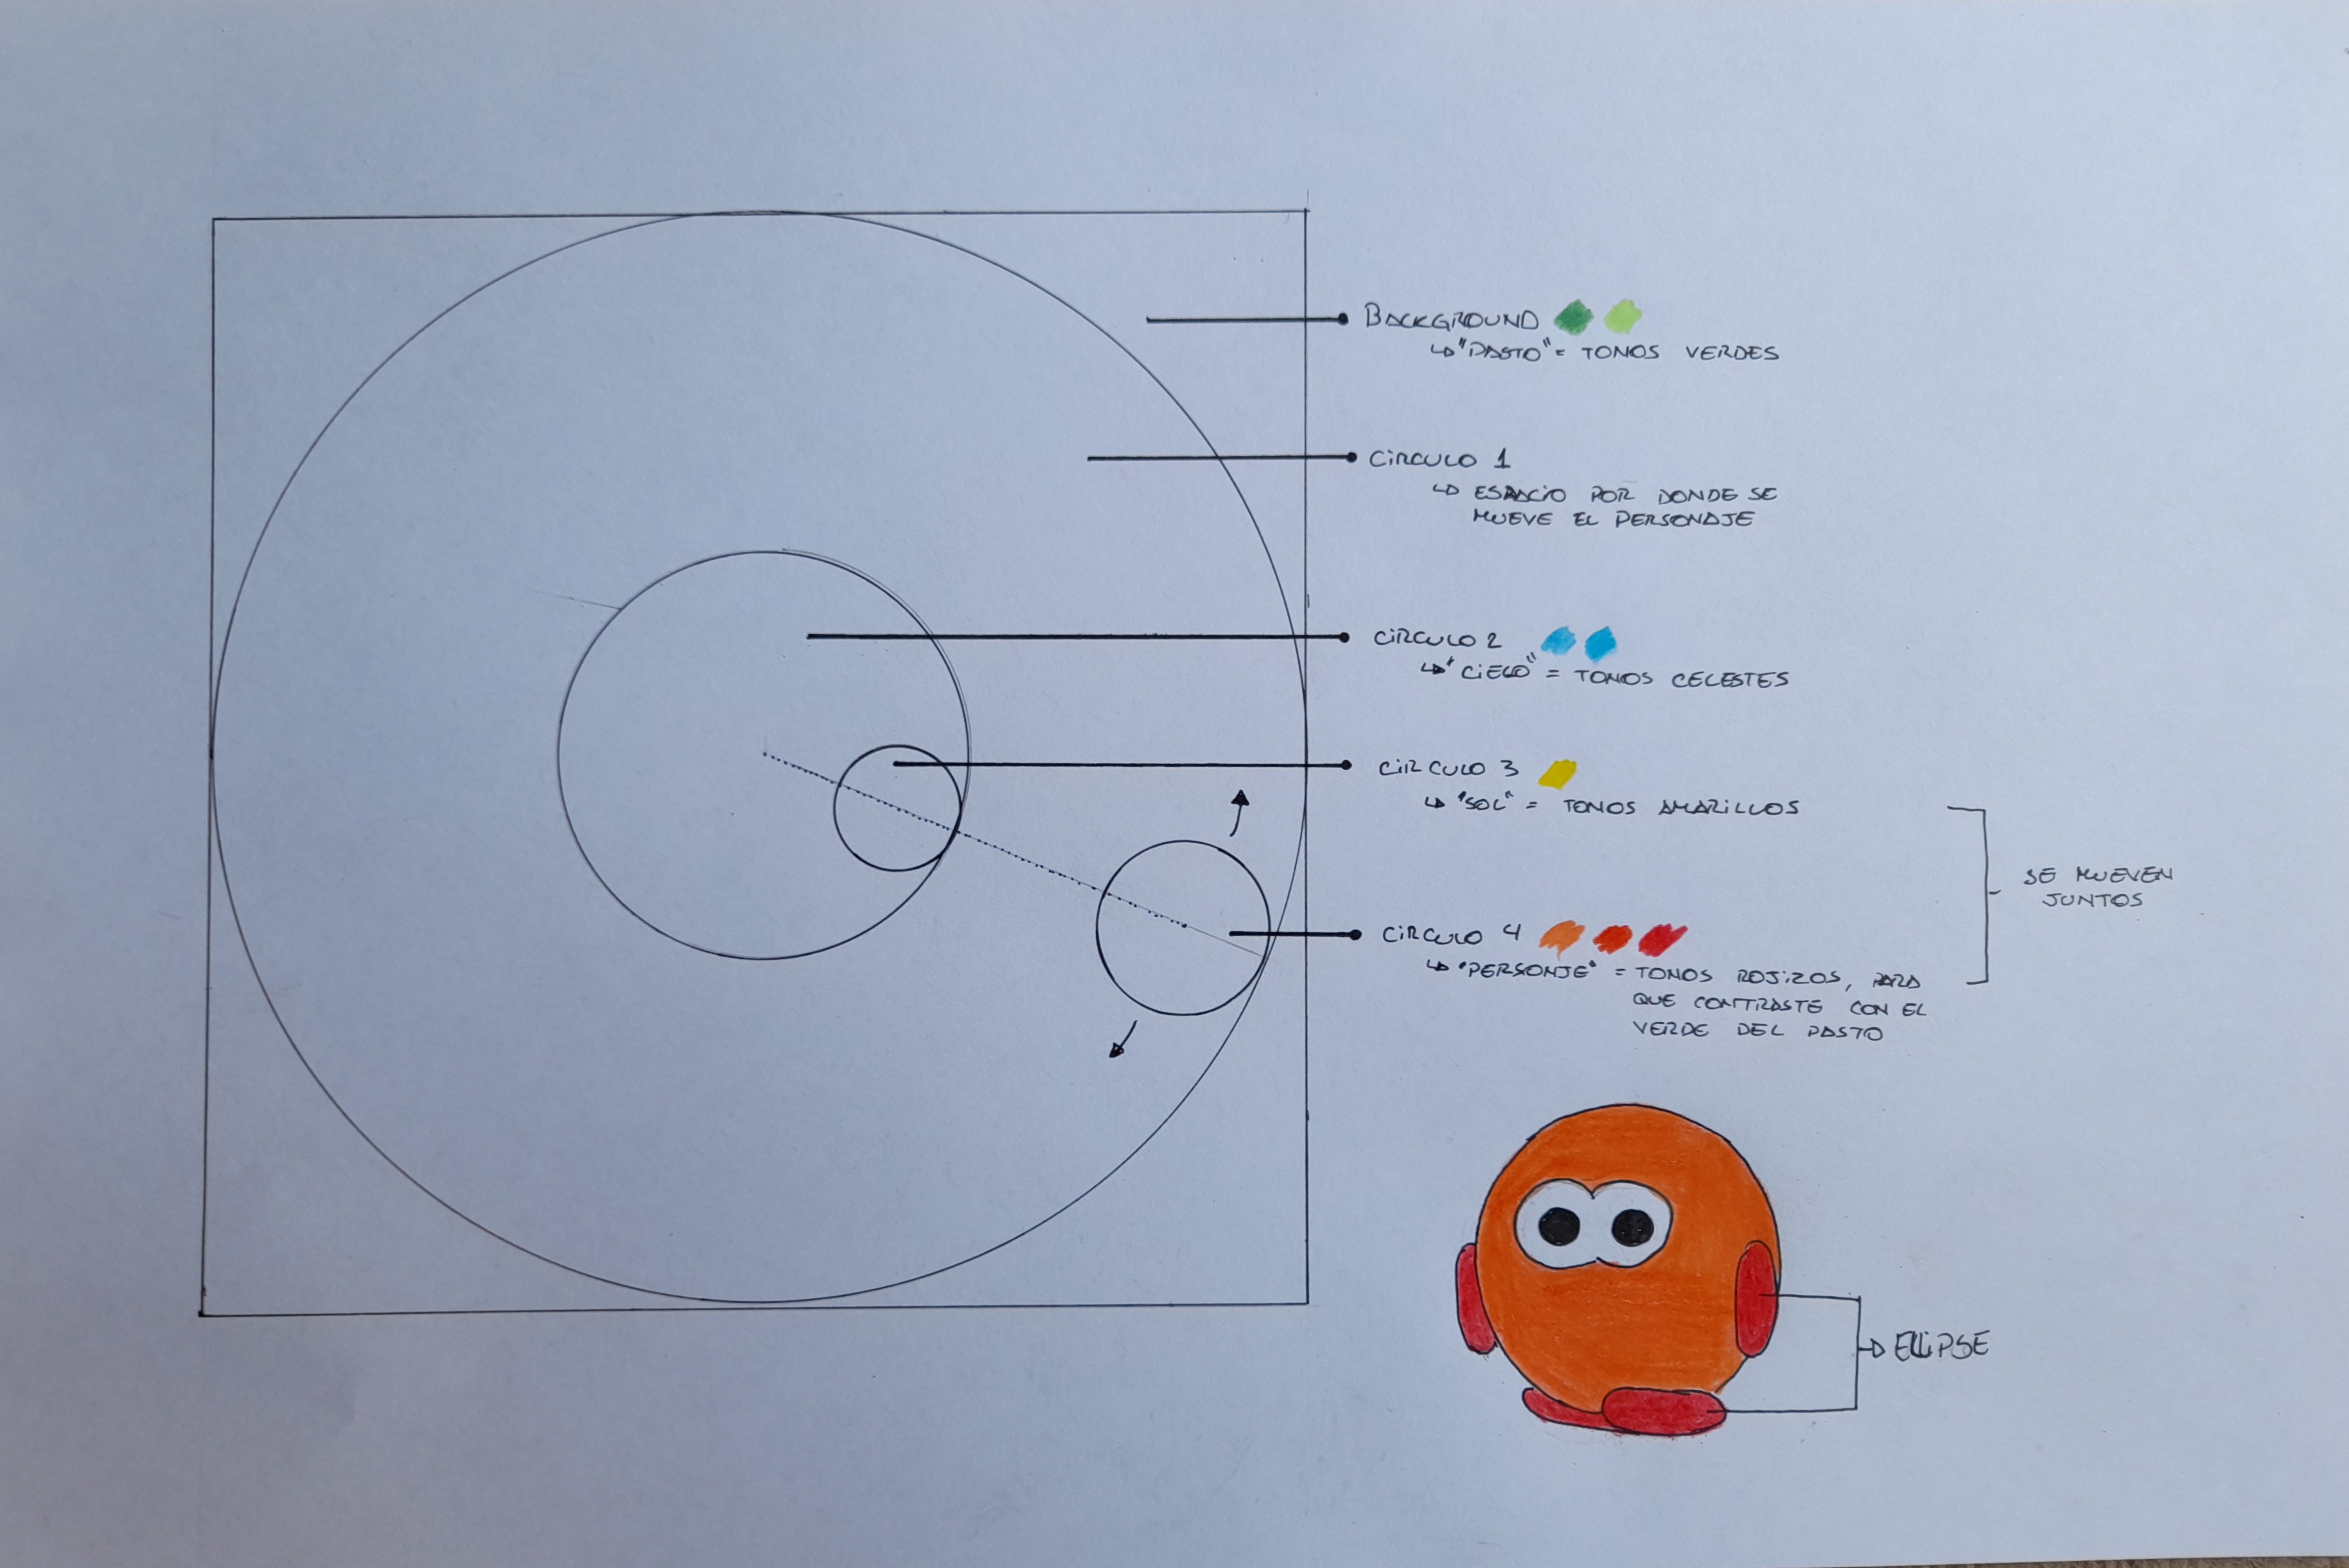 BACKGROUND
↳ "PASTO" = TONOS VERDES
CIRCULO 1
↳ ESPACIO POR DONDE SE
MUEVE EL PERSONAJE
CIRCULO 2
↳ "CIELO" = TONOS CELESTES
CIRCULO 3
↳ "SOL" = TONOS AMARILLOS
SE MUEVEN
JUNTOS
CIRCULO 4
↳ "PERSONJE" = TONOS ROJIZOS, PARA
QUE CONTRASTE CON EL
VERDE DEL PASTO
ELLIPSE